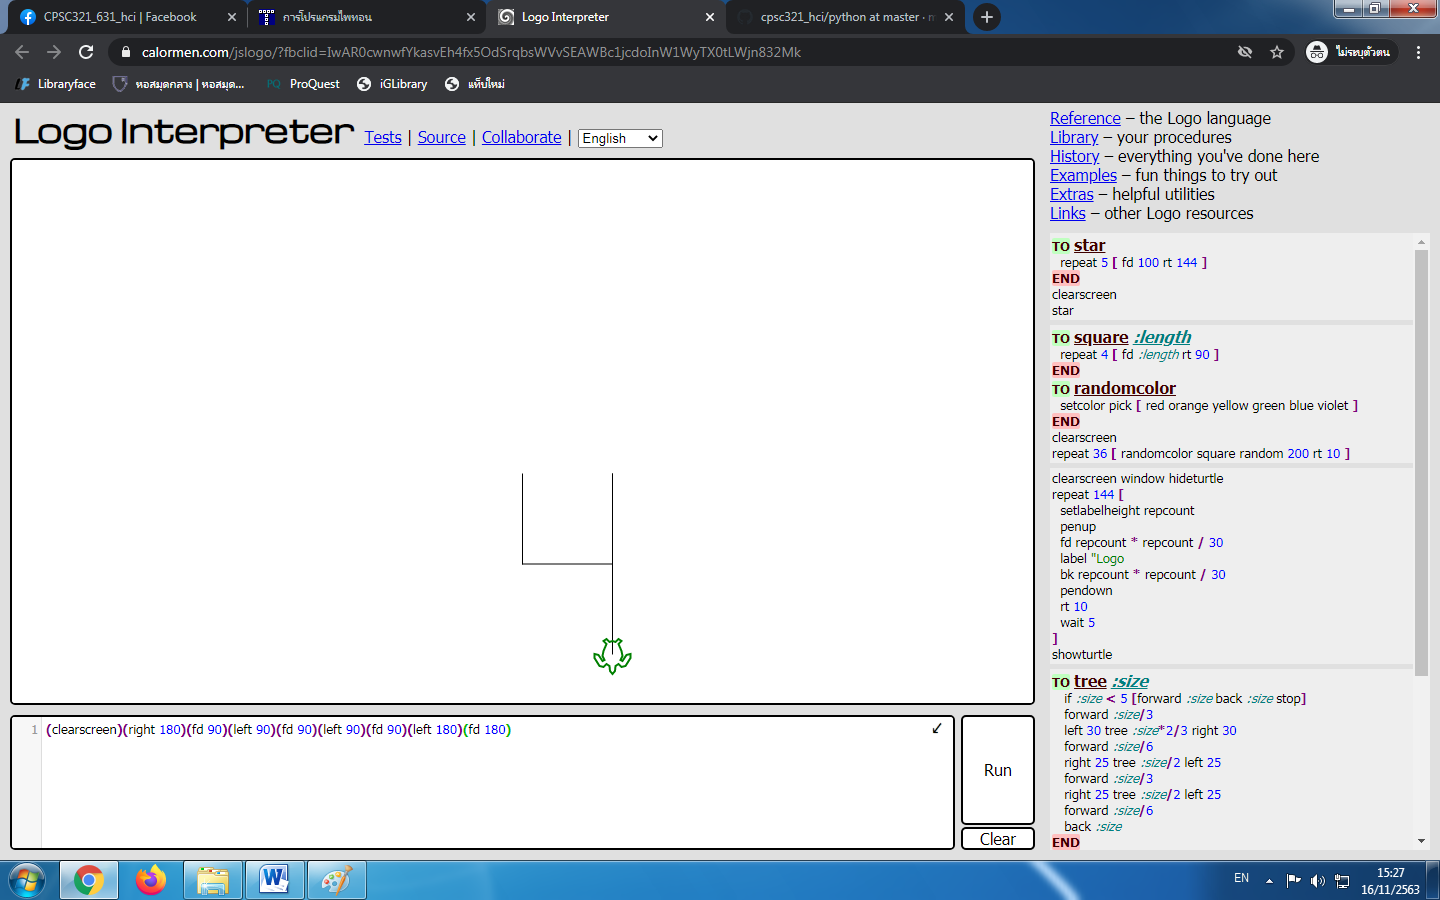 CPSC321_631_hci | Facebook
การโปรแกรมไพทอน
Logo Interpreter
cpsc321_hci/python at master ·
calormen.com/jslogo/?fbclid=IwAR0cwnwfYkasvEh4fx5OdSrqbsWVvSEAWBc1jcdoInW1WyTX0tLWjn832Mk
ไม่ระบุตัวตน
Libraryface
หอสมุดกลาง | หอสมุด...
PQ ProQuest
iGLibrary
แท็บใหม่
Logo Interpreter
Tests | Source | Collaborate | English
Reference – the Logo language
Library – your procedures
History – everything you've done here
Examples – fun things to try out
Extras – helpful utilities
Links – other Logo resources
TO star
repeat 5 [ fd 100 rt 144 ]
END
clearscreen
star
TO square :length
repeat 4 [ fd :length rt 90 ]
END
TO randomcolor
setcolor pick [ red orange yellow green blue violet ]
END
clearscreen
repeat 36 [ randomcolor square random 200 rt 10 ]
clearscreen window hideturtle
repeat 144 [
setlabelheight repcount
penup
fd repcount * repcount / 30
label "Logo
bk repcount * repcount / 30
pendown
rt 10
wait 5
]
showturtle
TO tree :size
if :size < 5 [forward :size back :size stop]
forward :size/3
left 30 tree :size*2/3 right 30
forward :size/6
right 25 tree :size/2 left 25
forward :size/3
right 25 tree :size/2 left 25
forward :size/6
back :size
END
1 (clearscreen)(right 180)(fd 90)(left 90)(fd 90)(left 90)(fd 90)(left 180)(fd 180)
Run
Clear
EN
15:27
16/11/2563